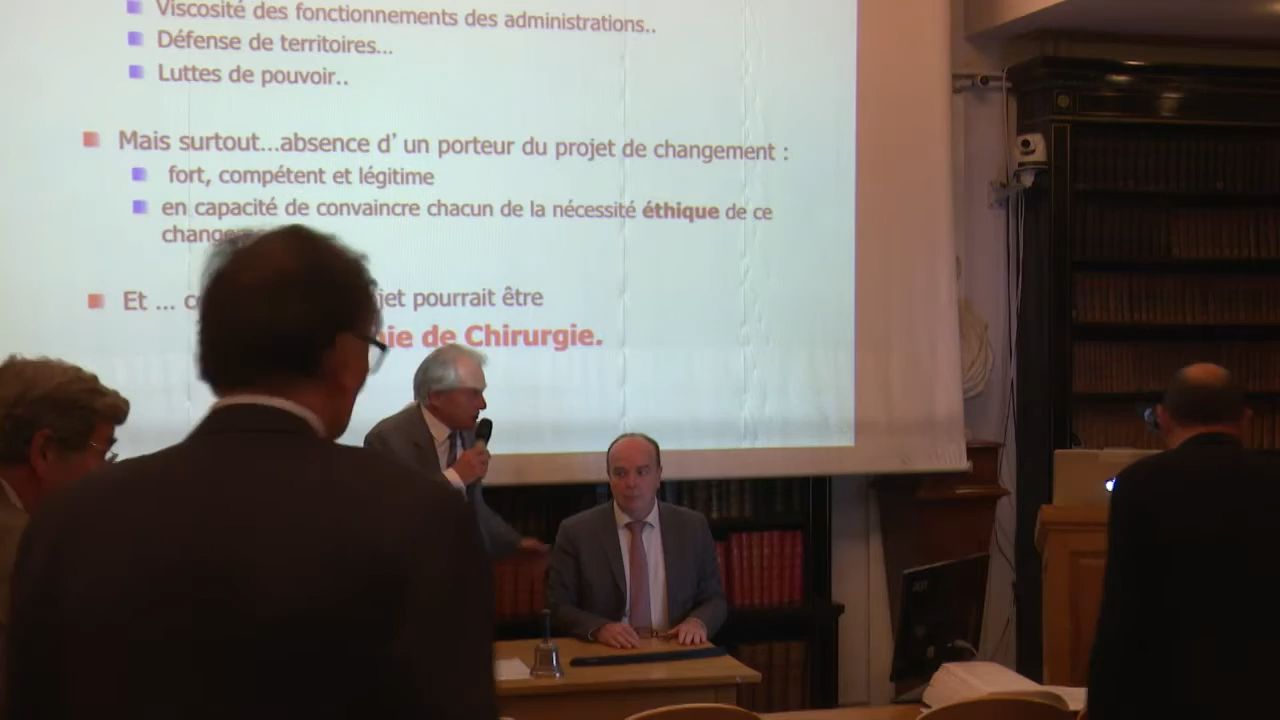 Viscosité des fonctionnements des administrations..
Défense de territoires...
Luttes de pouvoir..
Mais surtout...absence d’ un porteur du projet de changement :
fort, compétent et légitime
en capacité de convaincre chacun de la nécessité éthique de ce
Et ... pourrait être
de Chirurgie.